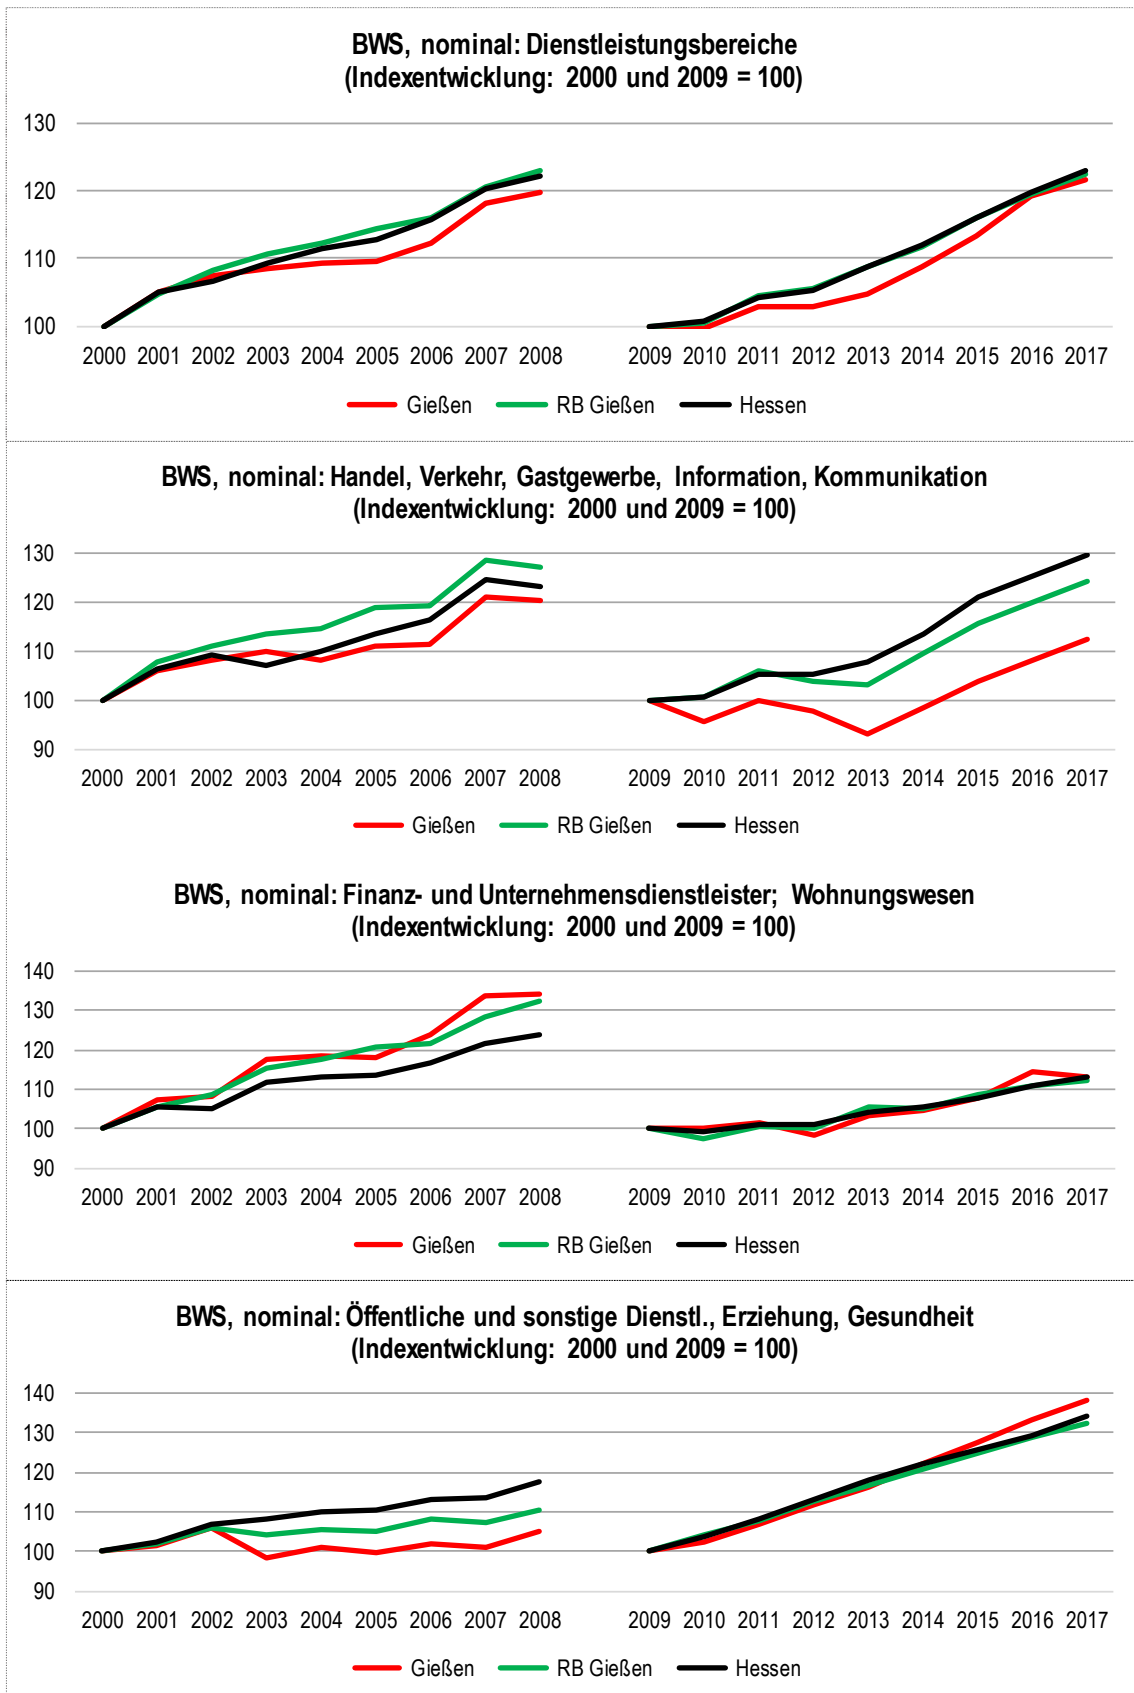 BWS, nominal: Dienstleistungsbereiche
(Indexentwicklung: 2000 und 2009 = 100)
130
120
110
100
2000 2001 2002 2003 2004 2005 2006 2007 2008 2009 2010 2011 2012 2013 2014 2015 2016 2017
Gießen RB Gießen Hessen
BWS, nominal: Handel, Verkehr, Gastgewerbe, Information, Kommunikation
(Indexentwicklung: 2000 und 2009 = 100)
130
120
110
100
90
2000 2001 2002 2003 2004 2005 2006 2007 2008 2009 2010 2011 2012 2013 2014 2015 2016 2017
Gießen RB Gießen Hessen
BWS, nominal: Finanz- und Unternehmensdienstleister; Wohnungswesen
(Indexentwicklung: 2000 und 2009 = 100)
140
130
120
110
100
90
2000 2001 2002 2003 2004 2005 2006 2007 2008 2009 2010 2011 2012 2013 2014 2015 2016 2017
Gießen RB Gießen Hessen
BWS, nominal: Öffentliche und sonstige Dienstl., Erziehung, Gesundheit
(Indexentwicklung: 2000 und 2009 = 100)
140
130
120
110
100
90
2000 2001 2002 2003 2004 2005 2006 2007 2008 2009 2010 2011 2012 2013 2014 2015 2016 2017
Gießen RB Gießen Hessen